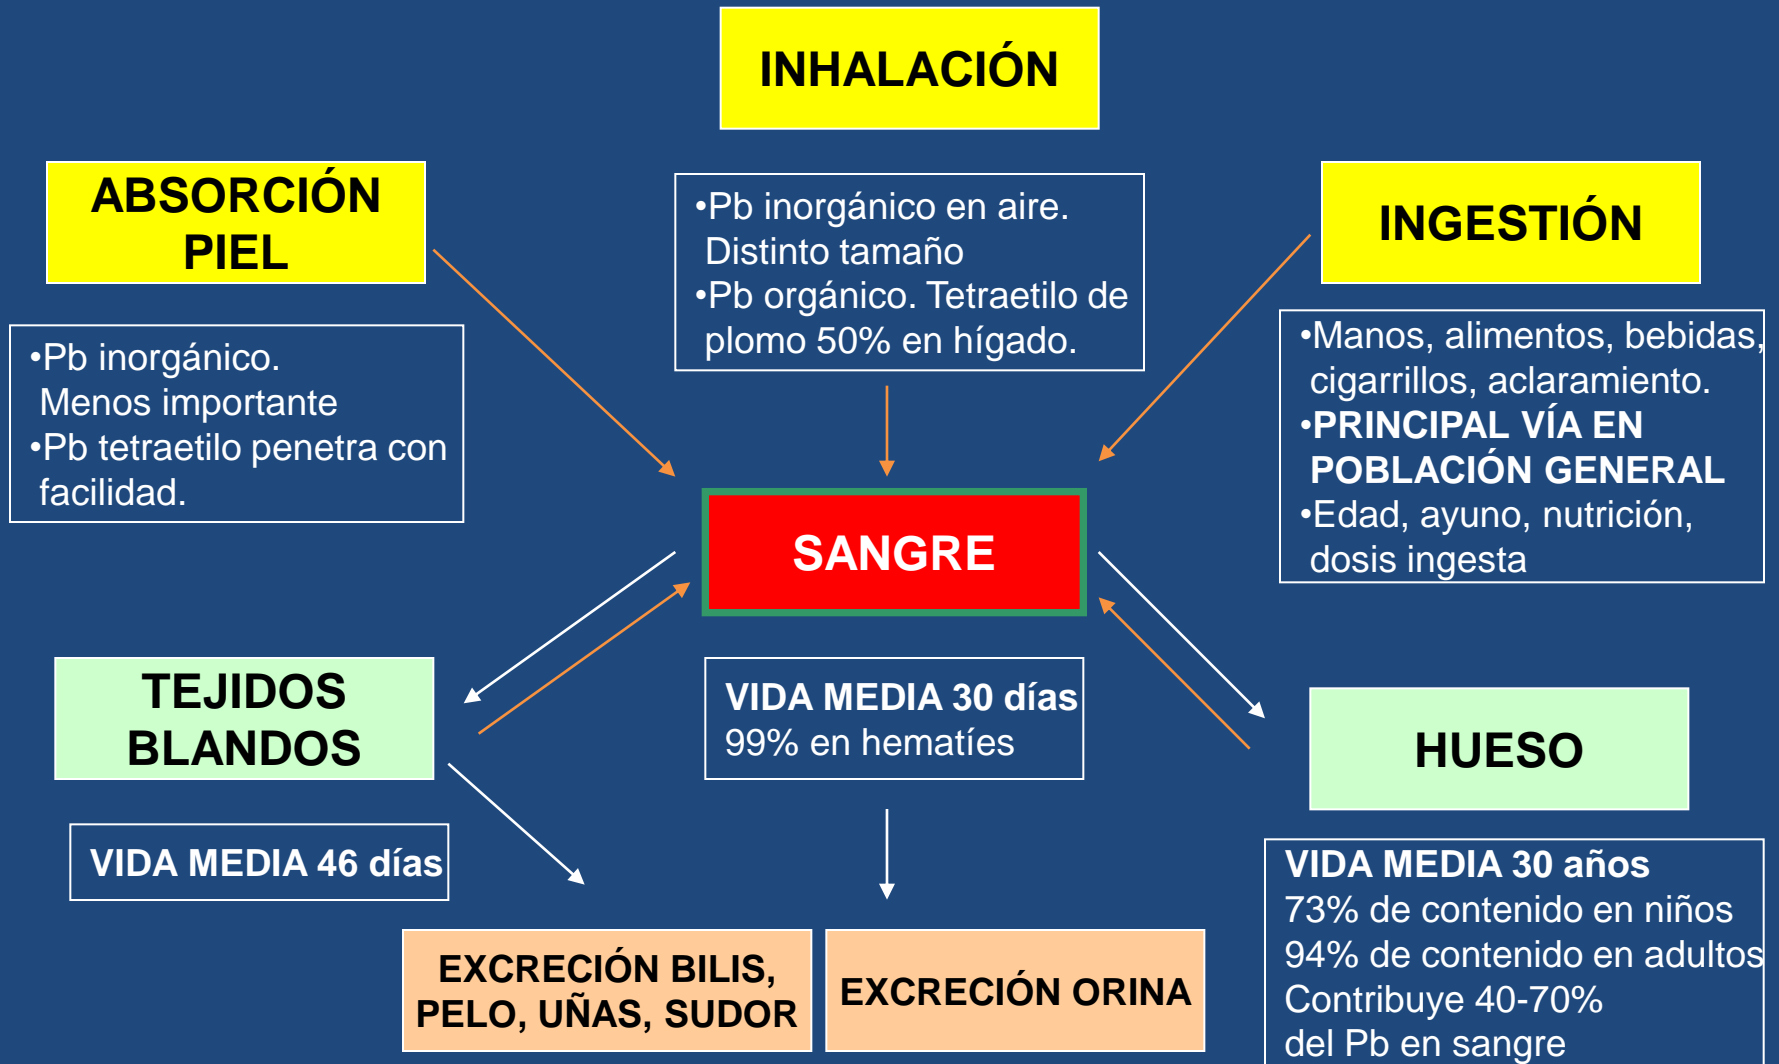 INHALACIÓN
ABSORCIÓN
PIEL
•Pb inorgánico.
Menos importante
•Pb tetraetilo penetra con
facilidad.
•Pb inorgánico en aire.
Distinto tamaño
•Pb orgánico. Tetraetilo de
plomo 50% en hígado.
INGESTIÓN
•Manos, alimentos, bebidas,
cigarrillos, aclaramiento.
•PRINCIPAL VÍA EN
POBLACIÓN GENERAL
•Edad, ayuno, nutrición,
dosis ingesta
SANGRE
VIDA MEDIA 30 días
99% en hematíes
TEJIDOS
BLANDOS
VIDA MEDIA 46 días
HUESO
VIDA MEDIA 30 años
73% de contenido en niños
94% de contenido en adultos
Contribuye 40-70%
del Pb en sangre
EXCRECIÓN BILIS,
PELO, UÑAS, SUDOR
EXCRECIÓN ORINA